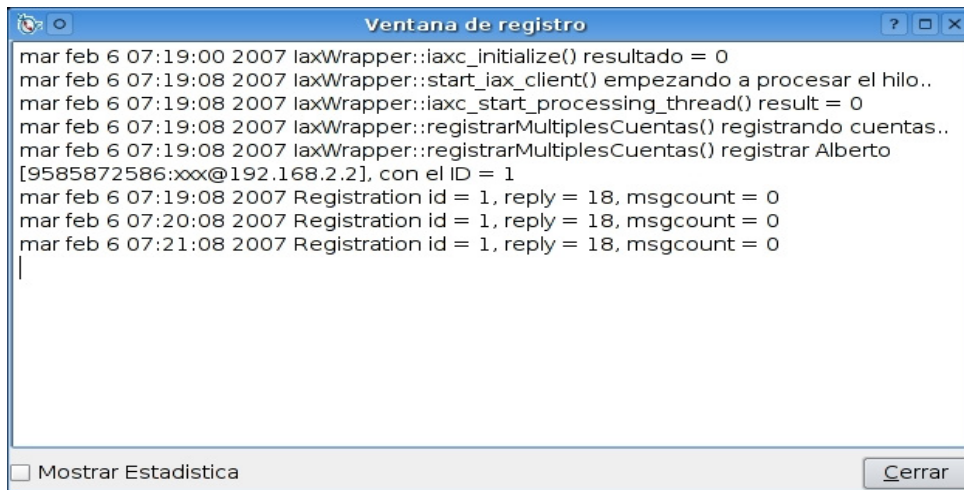 Ventana de registro
mar feb 6 07:19:00 2007 IaxWrapper::iaxc_initialize() resultado = 0
mar feb 6 07:19:08 2007 IaxWrapper::start_iax_client() empezando a procesar el hilo..
mar feb 6 07:19:08 2007 IaxWrapper::iaxc_start_processing_thread() result = 0
mar feb 6 07:19:08 2007 IaxWrapper::registrarMultiplesCuentas() registrando cuentas..
mar feb 6 07:19:08 2007 IaxWrapper::registrarMultiplesCuentas() registrar Alberto
[9585872586:xxx@192.168.2.2], con el ID = 1
mar feb 6 07:19:08 2007 Registration id = 1, reply = 18, msgcount = 0
mar feb 6 07:20:08 2007 Registration id = 1, reply = 18, msgcount = 0
mar feb 6 07:21:08 2007 Registration id = 1, reply = 18, msgcount = 0
Mostrar Estadistica
Cerrar